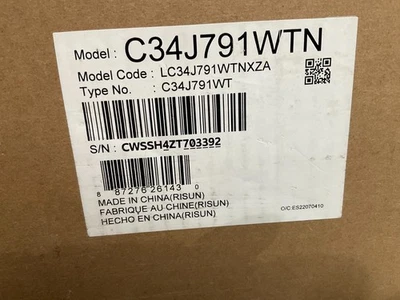 Model : C34J791WTN
Model Code : LC34J791WTNXZA
Type No. : C34J791WT
S/N : CWSSH4ZT703392
8 87276 26143 0
MADE IN CHINA(RISUN)
FABRIQUE AU CHINE(RISUN)
HECHO EN CHINA(RISUN)
O/C:ES22070410